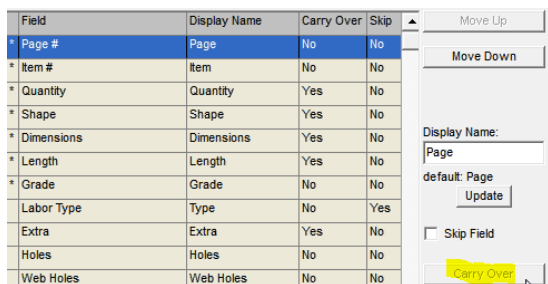 Field Display Name Carry Over Skip
* Page # Page No No
* Item # Item No No
* Quantity Quantity Yes No
* Shape Shape Yes No
* Dimensions Dimensions Yes No
* Length Length Yes No
* Grade Grade No No
Labor Type Type No Yes
Extra Extra Yes No
Holes Holes No No
Web Holes Web Holes No No
Move Up
Move Down
Display Name:
Page
default: Page
Update
Skip Field
Carry Over